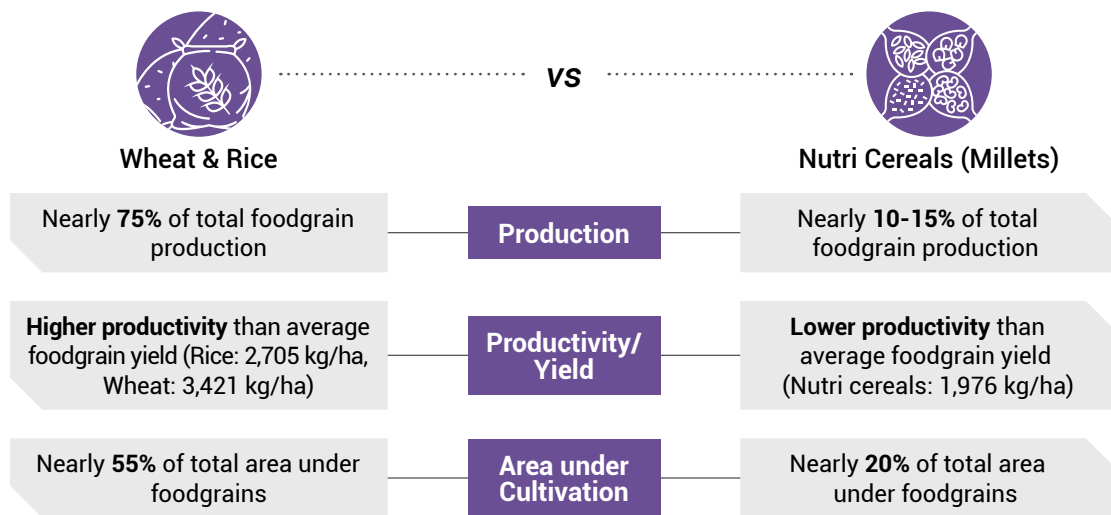 vs
Wheat & Rice
Nutri Cereals (Millets)
Nearly 75% of total foodgrain
production
Production
Nearly 10-15% of total
foodgrain production
Higher productivity than average
foodgrain yield (Rice: 2,705 kg/ha,
Wheat: 3,421 kg/ha)
Productivity/
Yield
Lower productivity than
average foodgrain yield
(Nutri cereals: 1,976 kg/ha)
Nearly 55% of total area under
foodgrains
Area under
Cultivation
Nearly 20% of total area
under foodgrains